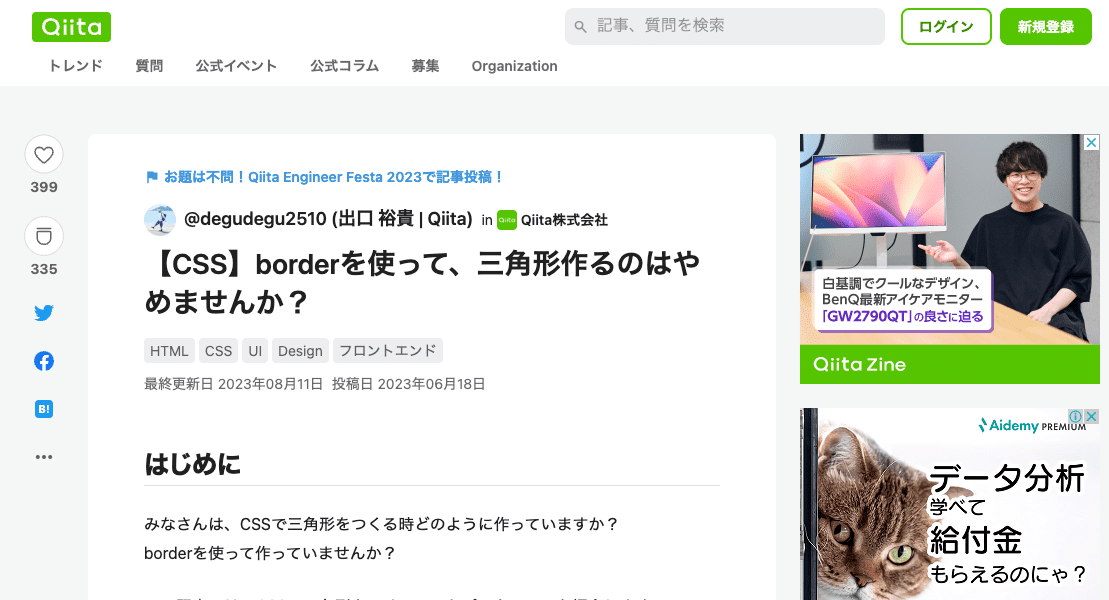 Qiita
記事、質問を検索
ログイン
新規登録
トレンド 質問 公式イベント 公式コラム 募集 Organization
399
335
B!
お題は不問！Qiita Engineer Festa 2023で記事投稿！
@degudegu2510 (出口 裕貴 | Qiita) in Qiita Qiita株式会社
【CSS】borderを使って、三角形作るのはや
めませんか？
HTML CSS UI Design フロントエンド
最終更新日 2023年08月11日 投稿日 2023年06月18日
はじめに
みなさんは、CSSで三角形をつくる時どのように作っていますか？
borderを使って作っていませんか？
白基調でクールなデザイン、
BenQ最新アイケアモニター
「GW2790QT」の良さに迫る
Qiita Zine
Aidemy PREMIUM
データ分析
学べて
給付金
もらえるのにゃ？